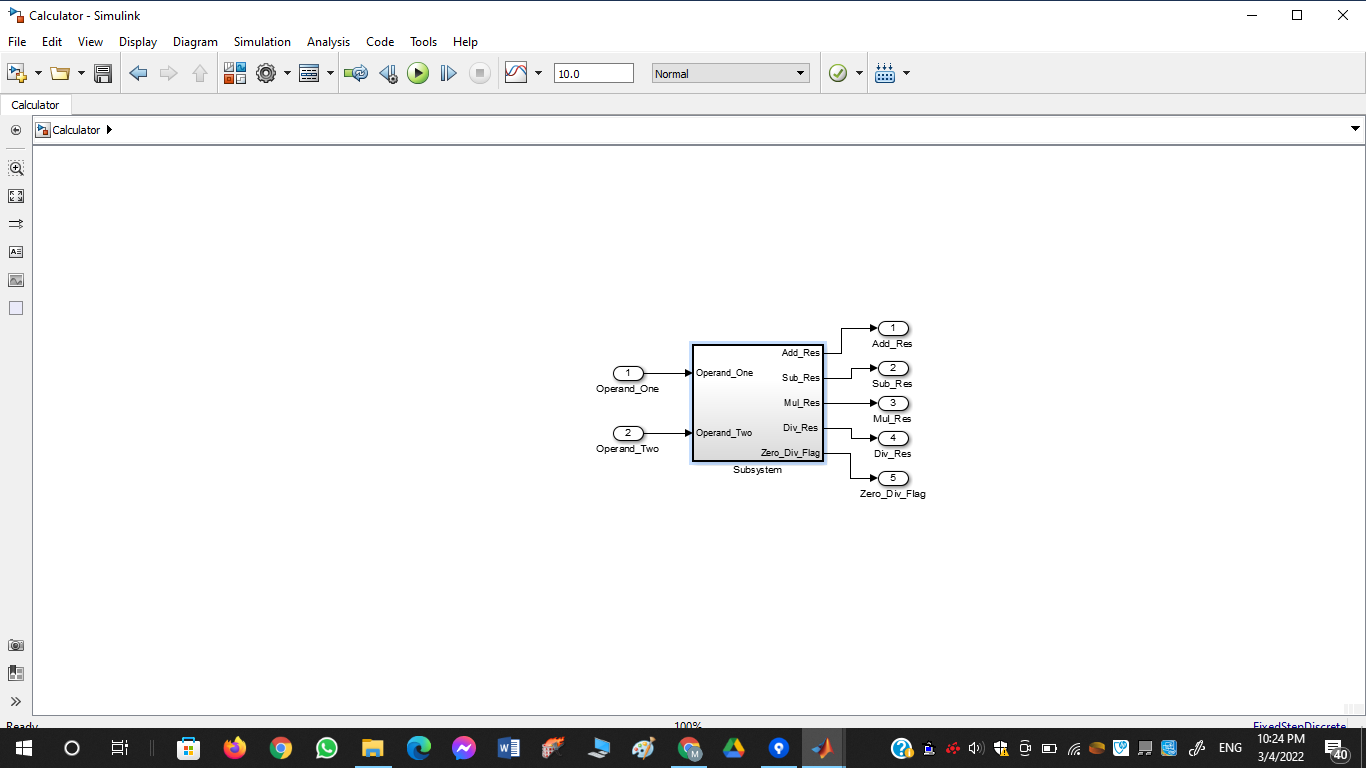 Calculator - Simulink
File Edit View Display Diagram Simulation Analysis Code Tools Help
10.0 Normal
Calculator
Calculator
1
Operand_One
2
Operand_Two
Operand_One
Operand_Two
Add_Res
Sub_Res
Mul_Res
Div_Res
Zero_Div_Flag
Subsystem
1
Add_Res
2
Sub_Res
3
Mul_Res
4
Div_Res
5
Zero_Div_Flag
Ready 100% FixedStepDiscrete
ENG
10:24 PM
3/4/2022
40